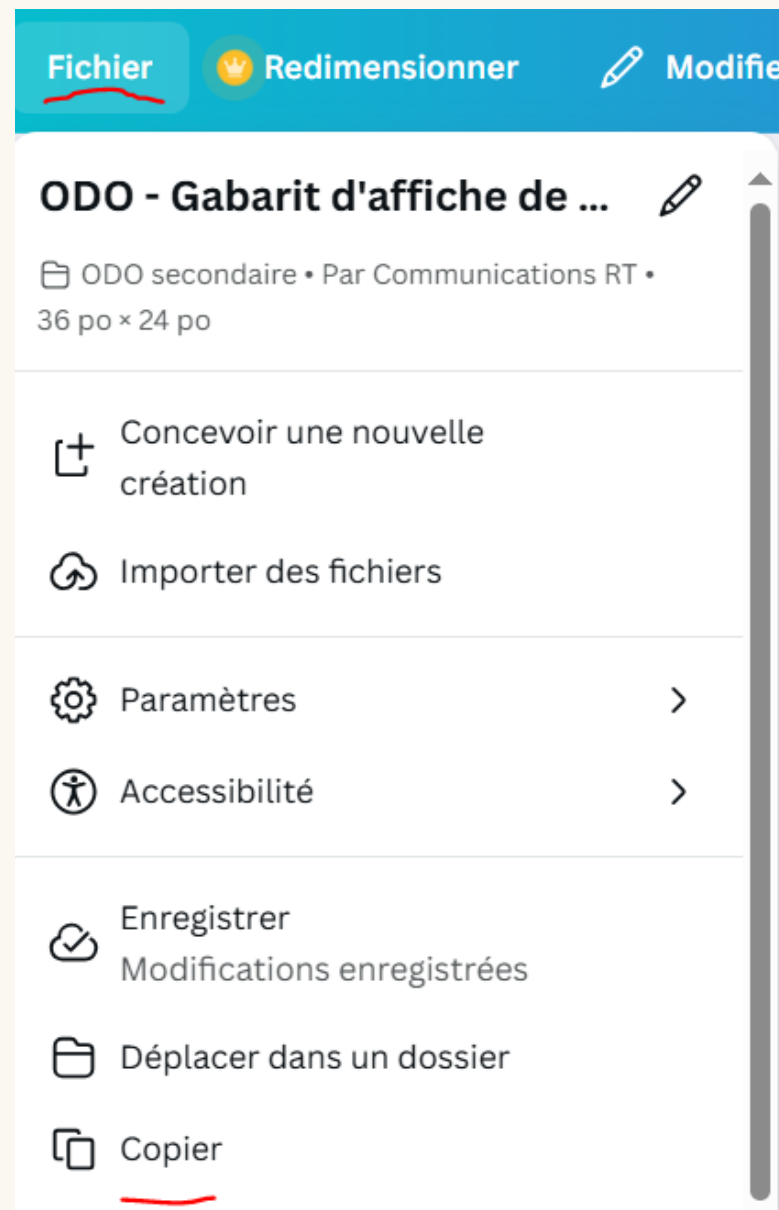 Fichier Redimensionner Modifie
ODO - Gabarit d'affiche de ...
ODO secondaire • Par Communications RT •
36 po × 24 po
Concevoir une nouvelle
création
Importer des fichiers
Paramètres
Accessibilité
Enregistrer
Modifications enregistrées
Déplacer dans un dossier
Copier